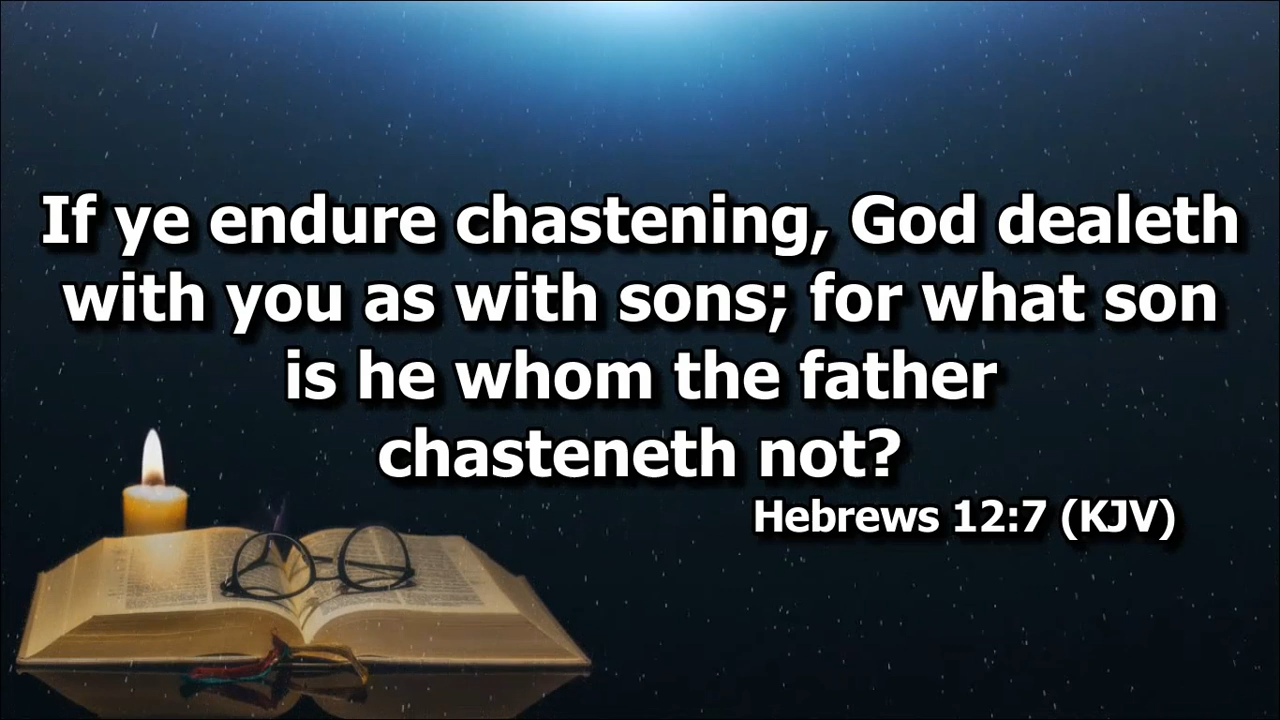 If ye endure chastening, God dealeth
with you as with sons; for what son
is he whom the father
chasteneth not?
Hebrews 12:7 (KJV)